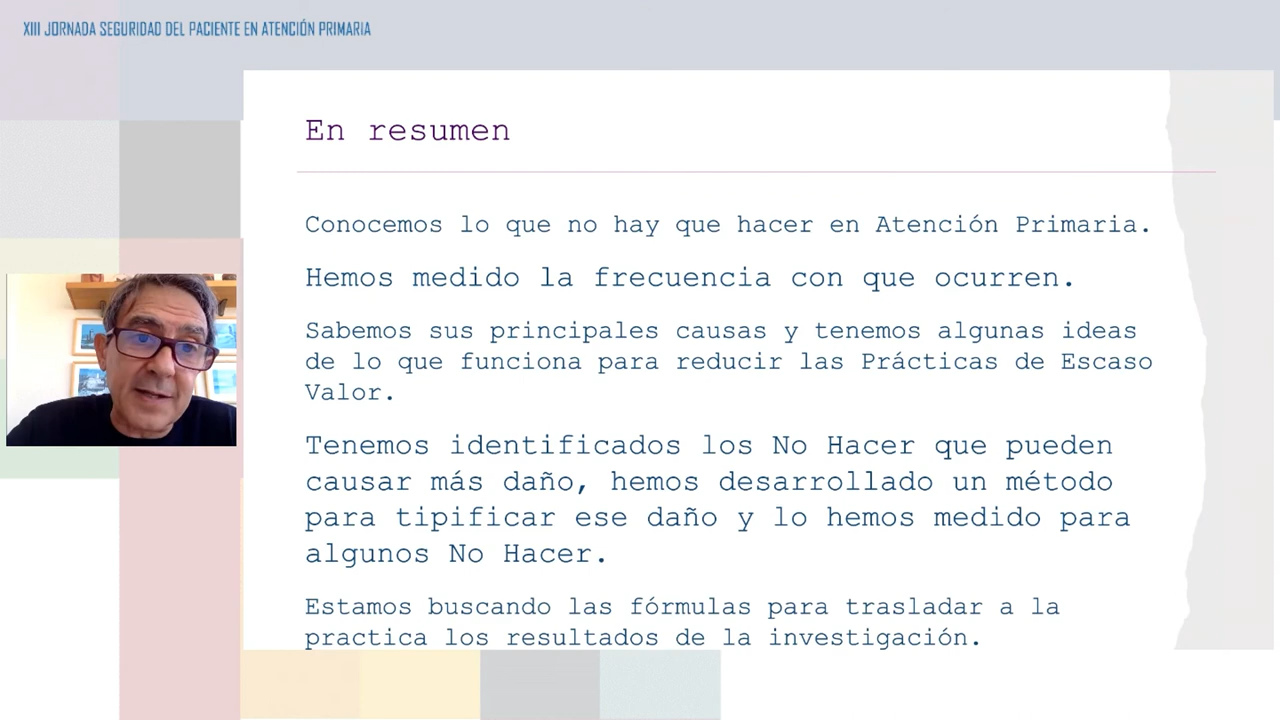 XIII JORNADA SEGURIDAD DEL PACIENTE EN ATENCIÓN PRIMARIA
En resumen
Conocemos lo que no hay que hacer en Atención Primaria.
Hemos medido la frecuencia con que ocurren.
Sabemos sus principales causas y tenemos algunas ideas
de lo que funciona para reducir las Prácticas de Escaso
Valor.
Tenemos identificados los No Hacer que pueden
causar más daño, hemos desarrollado un método
para tipificar ese daño y lo hemos medido para
algunos No Hacer.
Estamos buscando las fórmulas para trasladar a la
practica los resultados de la investigación.